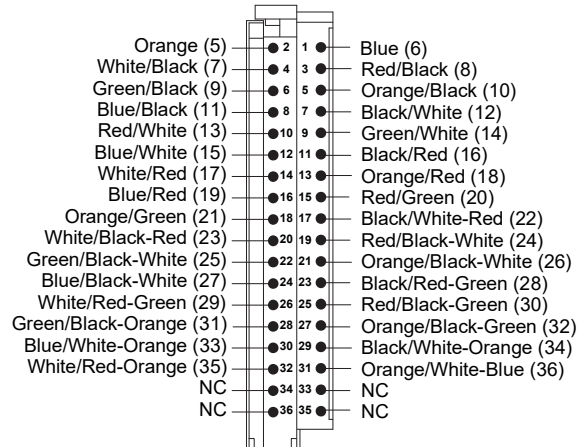 Orange (5) 2 1 Blue (6)
White/Black (7) 4 3 Red/Black (8)
Green/Black (9) 6 5 Orange/Black (10)
Blue/Black (11) 8 7 Black/White (12)
Red/White (13) 10 9 Green/White (14)
Blue/White (15) 12 11 Black/Red (16)
White/Red (17) 14 13 Orange/Red (18)
Blue/Red (19) 16 15 Red/Green (20)
Orange/Green (21) 18 17 Black/White-Red (22)
White/Black-Red (23) 20 19 Red/Black-White (24)
Green/Black-White (25) 22 21 Orange/Black-White (26)
Blue/Black-White (27) 24 23 Black/Red-Green (28)
White/Red-Green (29) 26 25 Red/Black-Green (30)
Green/Black-Orange (31) 28 27 Orange/Black-Green (32)
Blue/White-Orange (33) 30 29 Black/White-Orange (34)
White/Red-Orange (35) 32 31 Orange/White-Blue (36)
NC 34 33 NC
NC 36 35 NC